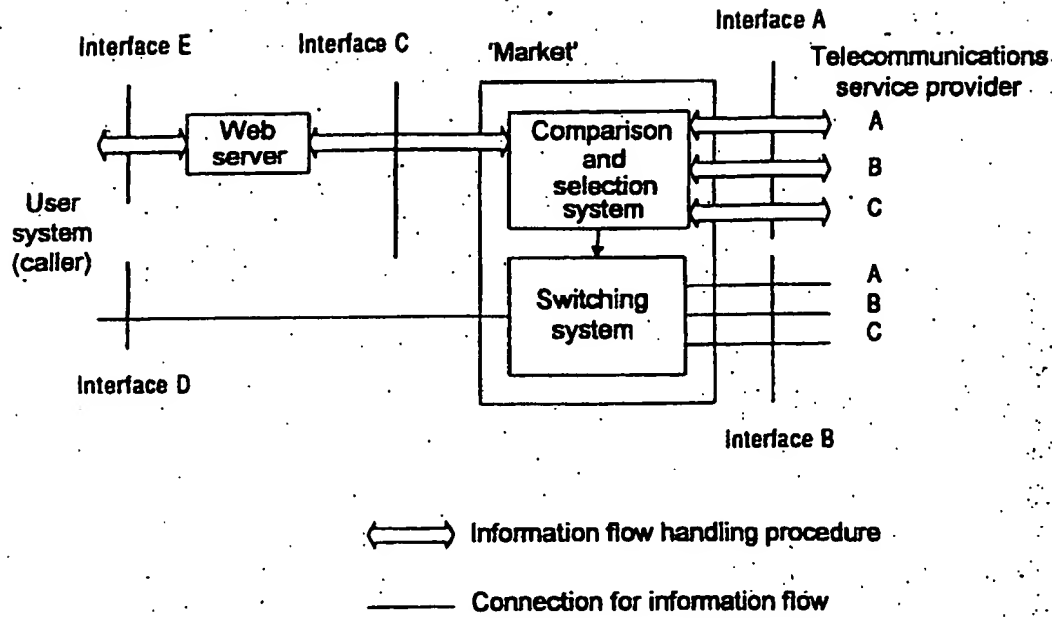 Interface E
Interface C
'Market'
Interface A
Telecommunications
service provider
Web
server
Comparison
and
selection
system
A
B
C
User
system
(caller)
Switching
system
A
B
C
Interface D
Interface B
Information flow handling procedure
Connection for information flow